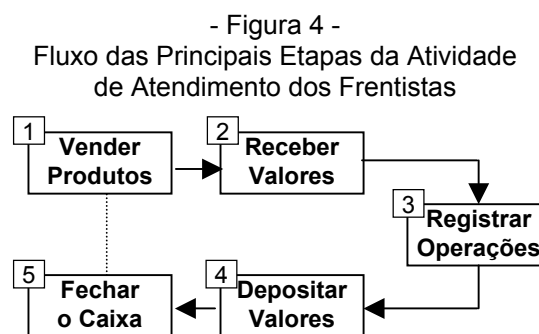 - Figura 4 -
Fluxo das Principais Etapas da Atividade
de Atendimento dos Frentistas
1
Vender
Produtos
2
Receber
Valores
3
Registrar
Operações
4
Depositar
Valores
5
Fechar
o Caixa